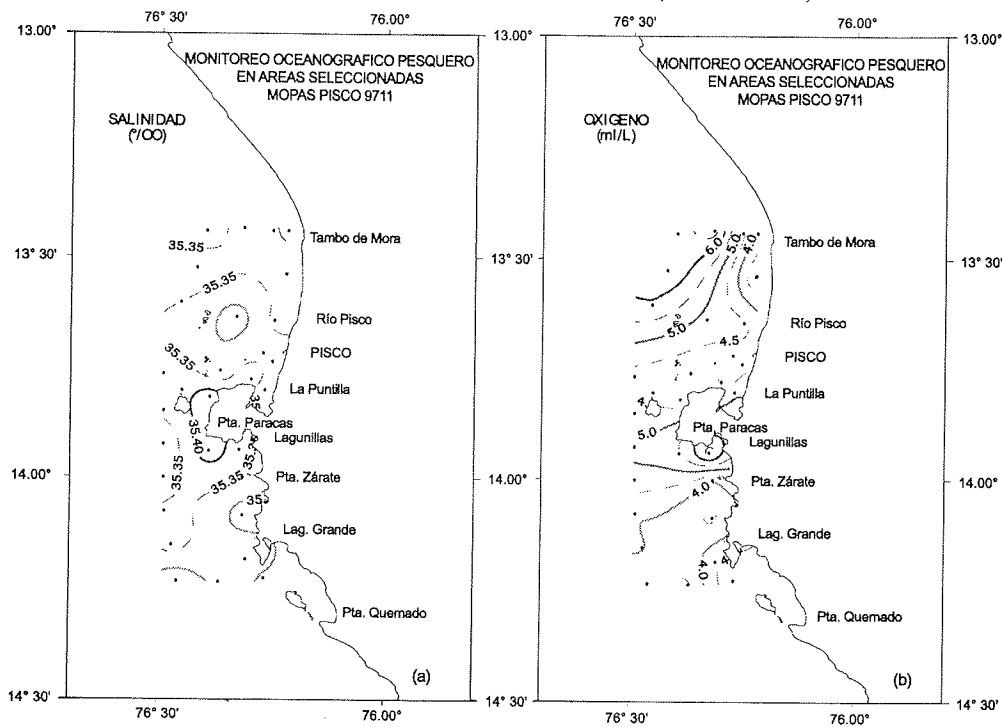 76° 30'
76.00°
13.00°
MONITOREO OCEANOGRAFICO PESQUERO
EN AREAS SELECCIONADAS
MOPAS PISCO 9711
SALINIDAD
(°/OO)
35.35
Tambo de Mora
13° 30'
35.35
Río Pisco
35.35
PISCO
La Puntilla
35
Pta. Paracas
35.40
Lagunillas
35.35
35.35
Pta. Zárate
14.00°
35
Lag. Grande
Pta. Quemado
(a)
14° 30'
76° 30'
76.00°
76° 30'
76.00°
13.00°
13.00°
MONITOREO OCEANOGRAFICO PESQUERO
EN AREAS SELECCIONADAS
MOPAS PISCO 9711
OXIGENO
(ml/L)
6.0
5.0
4.0
Tambo de Mora
13° 30'
13° 30'
5.0
Río Pisco
4.5
PISCO
La Puntilla
4.
Pta. Paracas
5.0
Lagunillas
14.00°
14.00°
Pta. Zárate
4.0
Lag. Grande
4.0
Pta. Quemado
(b)
14° 30'
14° 30'
76° 30'
76.00°